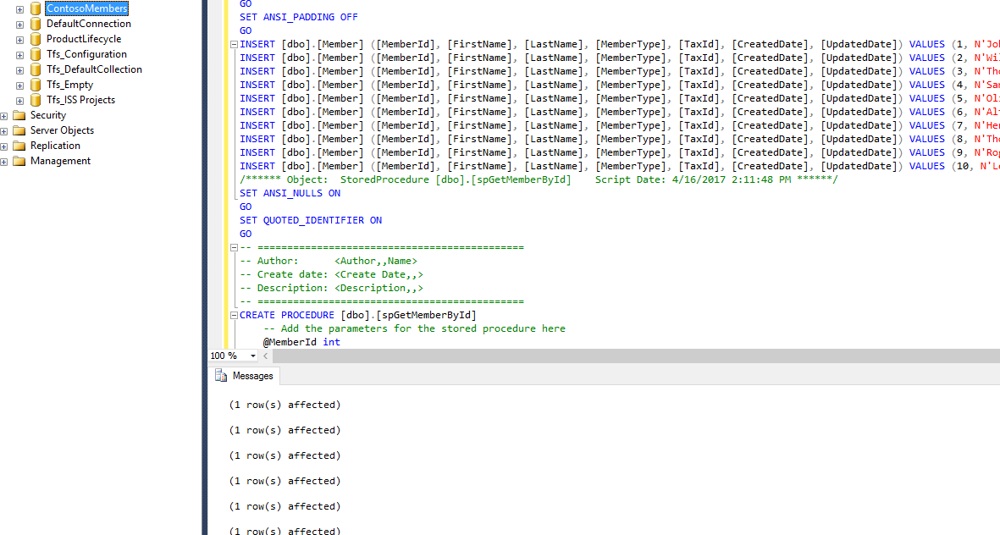 ContosoMembers
DefaultConnection
ProductLifecycle
Tfs_Configuration
Tfs_DefaultCollection
Tfs_Empty
Tfs_ISS Projects
Security
Server Objects
Replication
Management
GO
SET ANSI_PADDING OFF
GO
INSERT [dbo].[Member] ([MemberId], [FirstName], [LastName], [MemberType], [TaxId], [CreatedDate], [UpdatedDate]) VALUES (1, N'Joh
INSERT [dbo].[Member] ([MemberId], [FirstName], [LastName], [MemberType], [TaxId], [CreatedDate], [UpdatedDate]) VALUES (2, N'Wil
INSERT [dbo].[Member] ([MemberId], [FirstName], [LastName], [MemberType], [TaxId], [CreatedDate], [UpdatedDate]) VALUES (3, N'Tho
INSERT [dbo].[Member] ([MemberId], [FirstName], [LastName], [MemberType], [TaxId], [CreatedDate], [UpdatedDate]) VALUES (4, N'Sar
INSERT [dbo].[Member] ([MemberId], [FirstName], [LastName], [MemberType], [TaxId], [CreatedDate], [UpdatedDate]) VALUES (5, N'Oli
INSERT [dbo].[Member] ([MemberId], [FirstName], [LastName], [MemberType], [TaxId], [CreatedDate], [UpdatedDate]) VALUES (6, N'Alf
INSERT [dbo].[Member] ([MemberId], [FirstName], [LastName], [MemberType], [TaxId], [CreatedDate], [UpdatedDate]) VALUES (7, N'Her
INSERT [dbo].[Member] ([MemberId], [FirstName], [LastName], [MemberType], [TaxId], [CreatedDate], [UpdatedDate]) VALUES (8, N'Tho
INSERT [dbo].[Member] ([MemberId], [FirstName], [LastName], [MemberType], [TaxId], [CreatedDate], [UpdatedDate]) VALUES (9, N'Rog
INSERT [dbo].[Member] ([MemberId], [FirstName], [LastName], [MemberType], [TaxId], [CreatedDate], [UpdatedDate]) VALUES (10, N'Le
/****** Object:  StoredProcedure [dbo].[spGetMemberById]    Script Date: 4/16/2017 2:11:48 PM ******/
SET ANSI_NULLS ON
GO
SET QUOTED_IDENTIFIER ON
GO
-- =============================================
-- Author:      <Author,,Name>
-- Create date: <Create Date,,>
-- Description: <Description,,>
-- =============================================
CREATE PROCEDURE [dbo].[spGetMemberById]
    -- Add the parameters for the stored procedure here
    @MemberId int
100 %
Messages
(1 row(s) affected)
(1 row(s) affected)
(1 row(s) affected)
(1 row(s) affected)
(1 row(s) affected)
(1 row(s) affected)